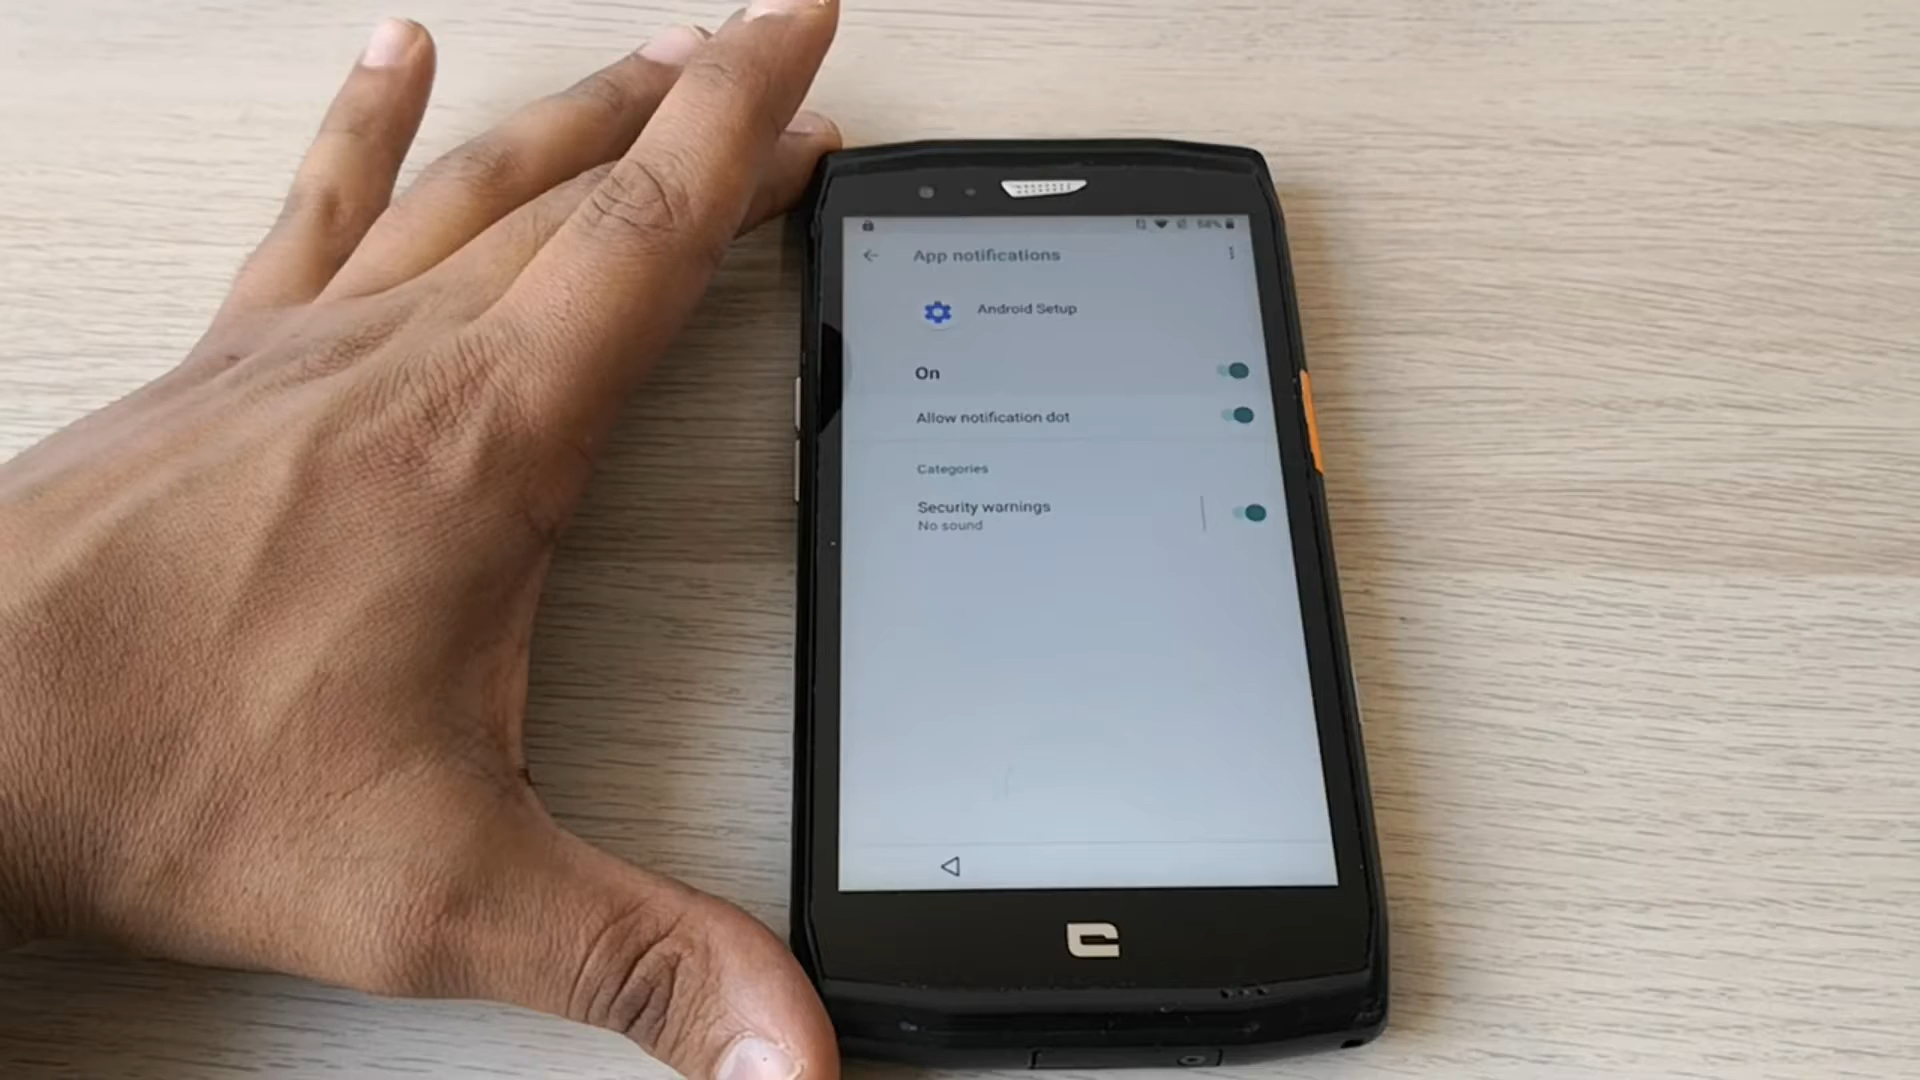 App notifications
Android Setup
On
Allow notification dot
Categories
Security warnings
No sound